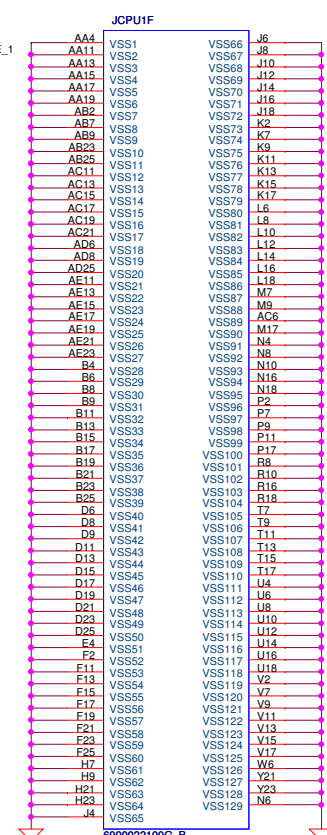 JCPU1F
E_1
AA4 VSS1 VSS66 J6
AA11 VSS2 VSS67 J8
AA13 VSS3 VSS68 J10
AA15 VSS4 VSS69 J12
AA17 VSS5 VSS70 J14
AA19 VSS6 VSS71 J16
AB2 VSS7 VSS72 J18
AB7 VSS8 VSS73 K2
AB9 VSS9 VSS74 K7
AB23 VSS10 VSS75 K9
AB25 VSS11 VSS76 K11
AC11 VSS12 VSS77 K13
AC13 VSS13 VSS78 K15
AC15 VSS14 VSS79 K17
AC17 VSS15 VSS80 L6
AC19 VSS16 VSS81 L8
AC21 VSS17 VSS82 L10
AD6 VSS18 VSS83 L12
AD8 VSS19 VSS84 L14
AD25 VSS20 VSS85 L16
AE11 VSS21 VSS86 L18
AE13 VSS22 VSS87 M7
AE15 VSS23 VSS88 M9
AE17 VSS24 VSS89 AC6
AE19 VSS25 VSS90 M17
AE21 VSS26 VSS91 N4
AE23 VSS27 VSS92 N8
B4 VSS28 VSS93 N10
B6 VSS29 VSS94 N16
B8 VSS30 VSS95 N18
B9 VSS31 VSS96 P2
B11 VSS32 VSS97 P7
B13 VSS33 VSS98 P9
B15 VSS34 VSS99 P11
B17 VSS35 VSS100 P17
B19 VSS36 VSS101 R8
B21 VSS37 VSS102 R10
B23 VSS38 VSS103 R16
B25 VSS39 VSS104 R18
D6 VSS40 VSS105 T7
D8 VSS41 VSS106 T9
D9 VSS42 VSS107 T11
D11 VSS43 VSS108 T13
D13 VSS44 VSS109 T15
D15 VSS45 VSS110 T17
D17 VSS46 VSS111 U4
D19 VSS47 VSS112 U6
D21 VSS48 VSS113 U8
D23 VSS49 VSS114 U10
D25 VSS50 VSS115 U12
E4 VSS51 VSS116 U14
F2 VSS52 VSS117 U16
F11 VSS53 VSS118 U18
F13 VSS54 VSS119 V2
F15 VSS55 VSS120 V7
F17 VSS56 VSS121 V9
F19 VSS57 VSS122 V11
F21 VSS58 VSS123 V13
F23 VSS59 VSS124 V15
F25 VSS60 VSS125 V17
H7 VSS61 VSS126 W6
H9 VSS62 VSS127 Y21
H21 VSS63 VSS128 Y23
H23 VSS64 VSS129 N6
J4 VSS65